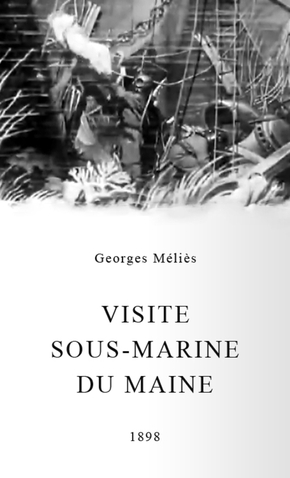 Georges Méliès
VISITE
SOUS-MARINE
DU MAINE
1898